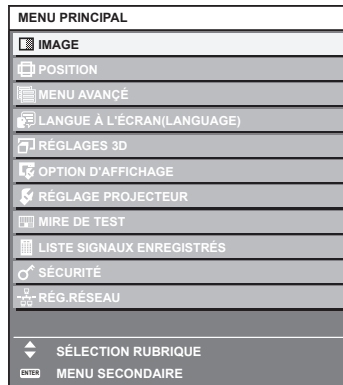 MENU PRINCIPAL
IMAGE
POSITION
MENU AVANÇÉ
LANGUE À L'ÉCRAN(LANGUAGE)
RÉGLAGES 3D
OPTION D'AFFICHAGE
RÉGLAGE PROJECTEUR
MIRE DE TEST
LISTE SIGNAUX ENREGISTRÉS
SÉCURITÉ
RÉG.RÉSEAU
SÉLECTION RUBRIQUE
ENTER MENU SECONDAIRE